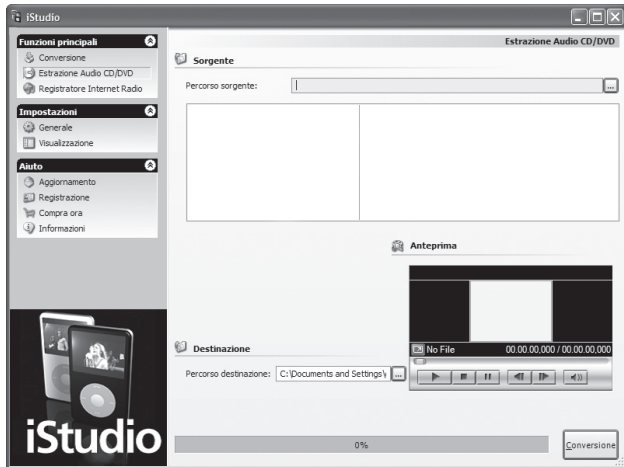 iStudio
Funzioni principali
Conversione
Estrazione Audio CD/DVD
Registratore Internet Radio
Impostazioni
Generale
Visualizzazione
Aiuto
Aggiornamento
Registrazione
Compra ora
Informazioni
iStudio
Estrazione Audio CD/DVD
Sorgente
Percorso sorgente:
...
Anteprima
No File 00.00.00,000 / 00.00.00,000
Destinazione
Percorso destinazione: C:\Documents and Settings\ ...
0%
Conversione